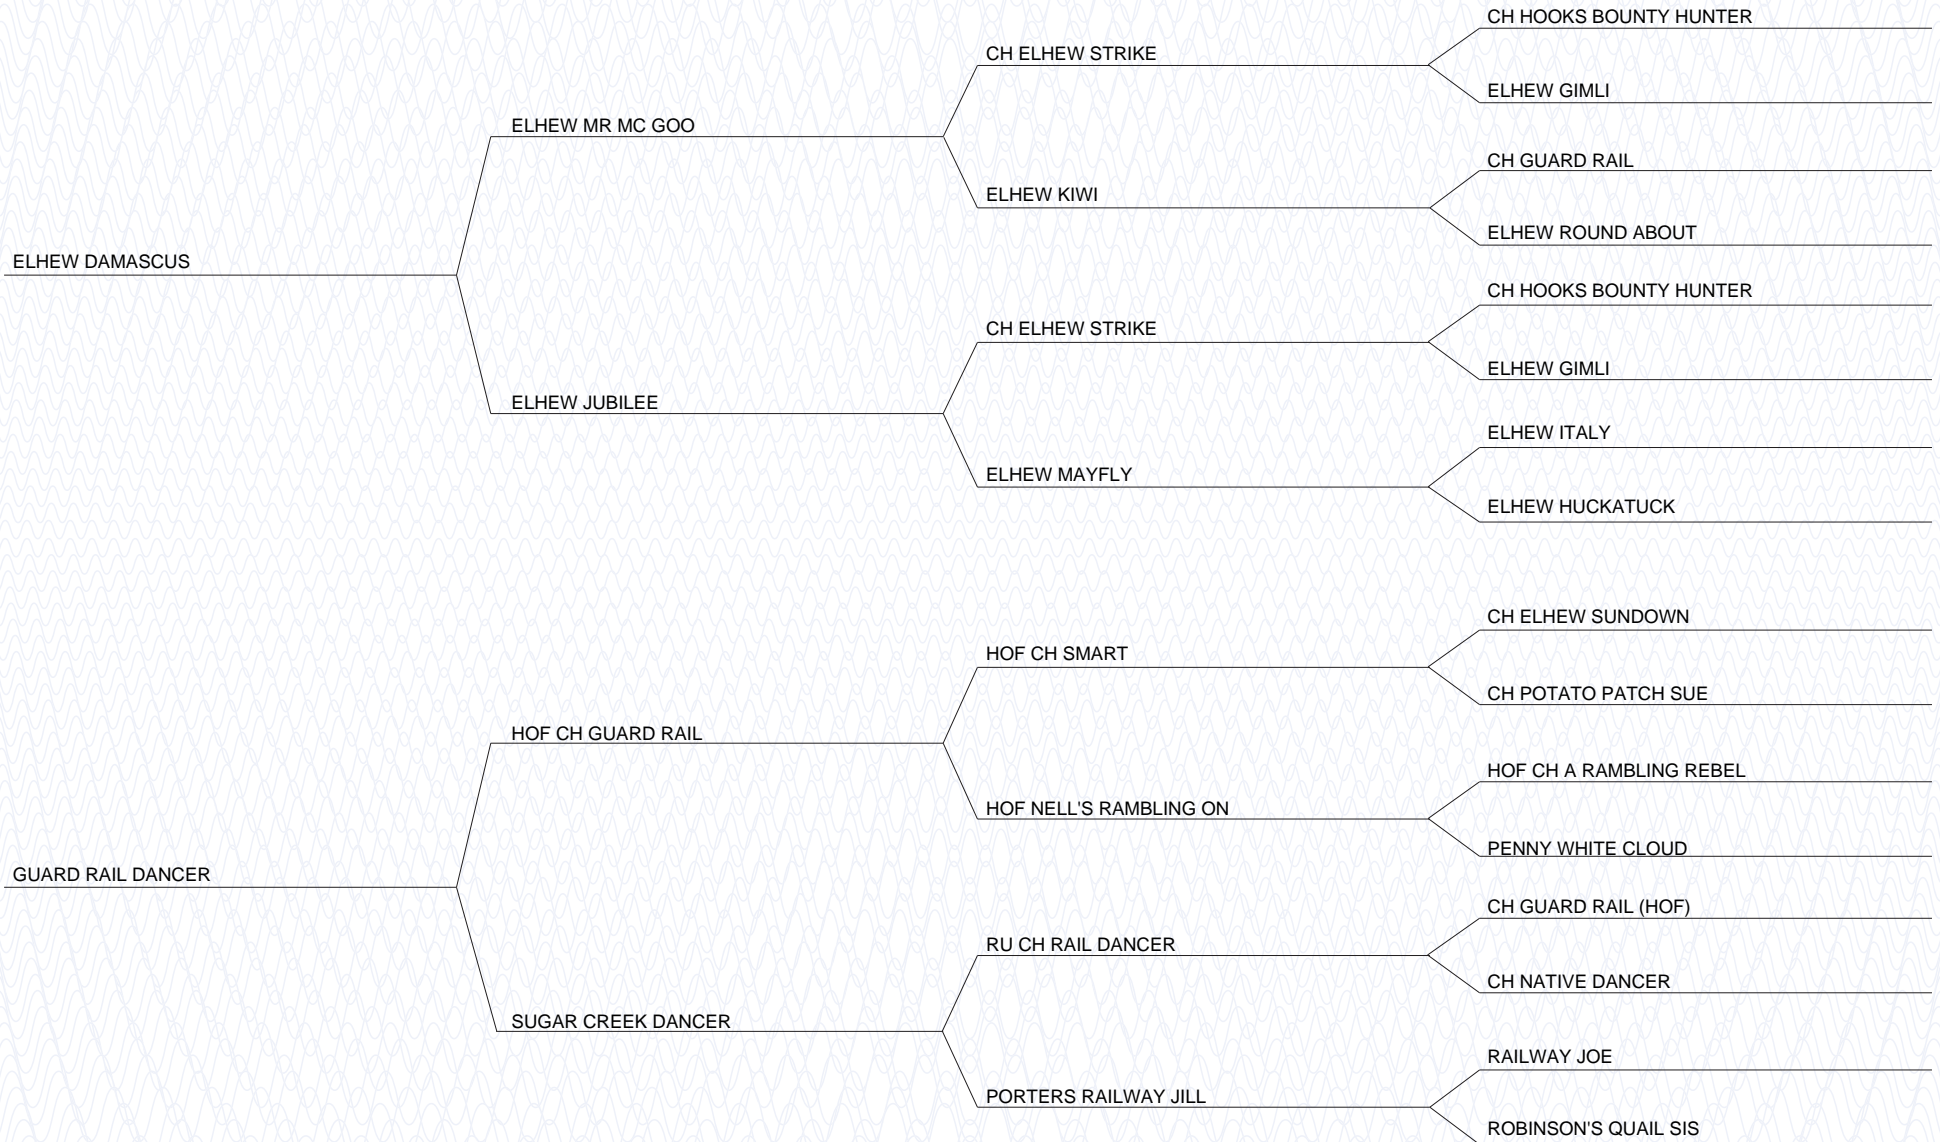 CH HOOKS BOUNTY HUNTER
CH ELHEW STRIKE
ELHEW GIMLI
ELHEW MR MC GOO
CH GUARD RAIL
ELHEW KIWI
ELHEW ROUND ABOUT
ELHEW DAMASCUS
CH HOOKS BOUNTY HUNTER
CH ELHEW STRIKE
ELHEW GIMLI
ELHEW JUBILEE
ELHEW ITALY
ELHEW MAYFLY
ELHEW HUCKATUCK
CH ELHEW SUNDOWN
HOF CH SMART
CH POTATO PATCH SUE
HOF CH GUARD RAIL
HOF CH A RAMBLING REBEL
HOF NELL'S RAMBLING ON
PENNY WHITE CLOUD
GUARD RAIL DANCER
CH GUARD RAIL (HOF)
RU CH RAIL DANCER
CH NATIVE DANCER
SUGAR CREEK DANCER
RAILWAY JOE
PORTERS RAILWAY JILL
ROBINSON'S QUAIL SIS